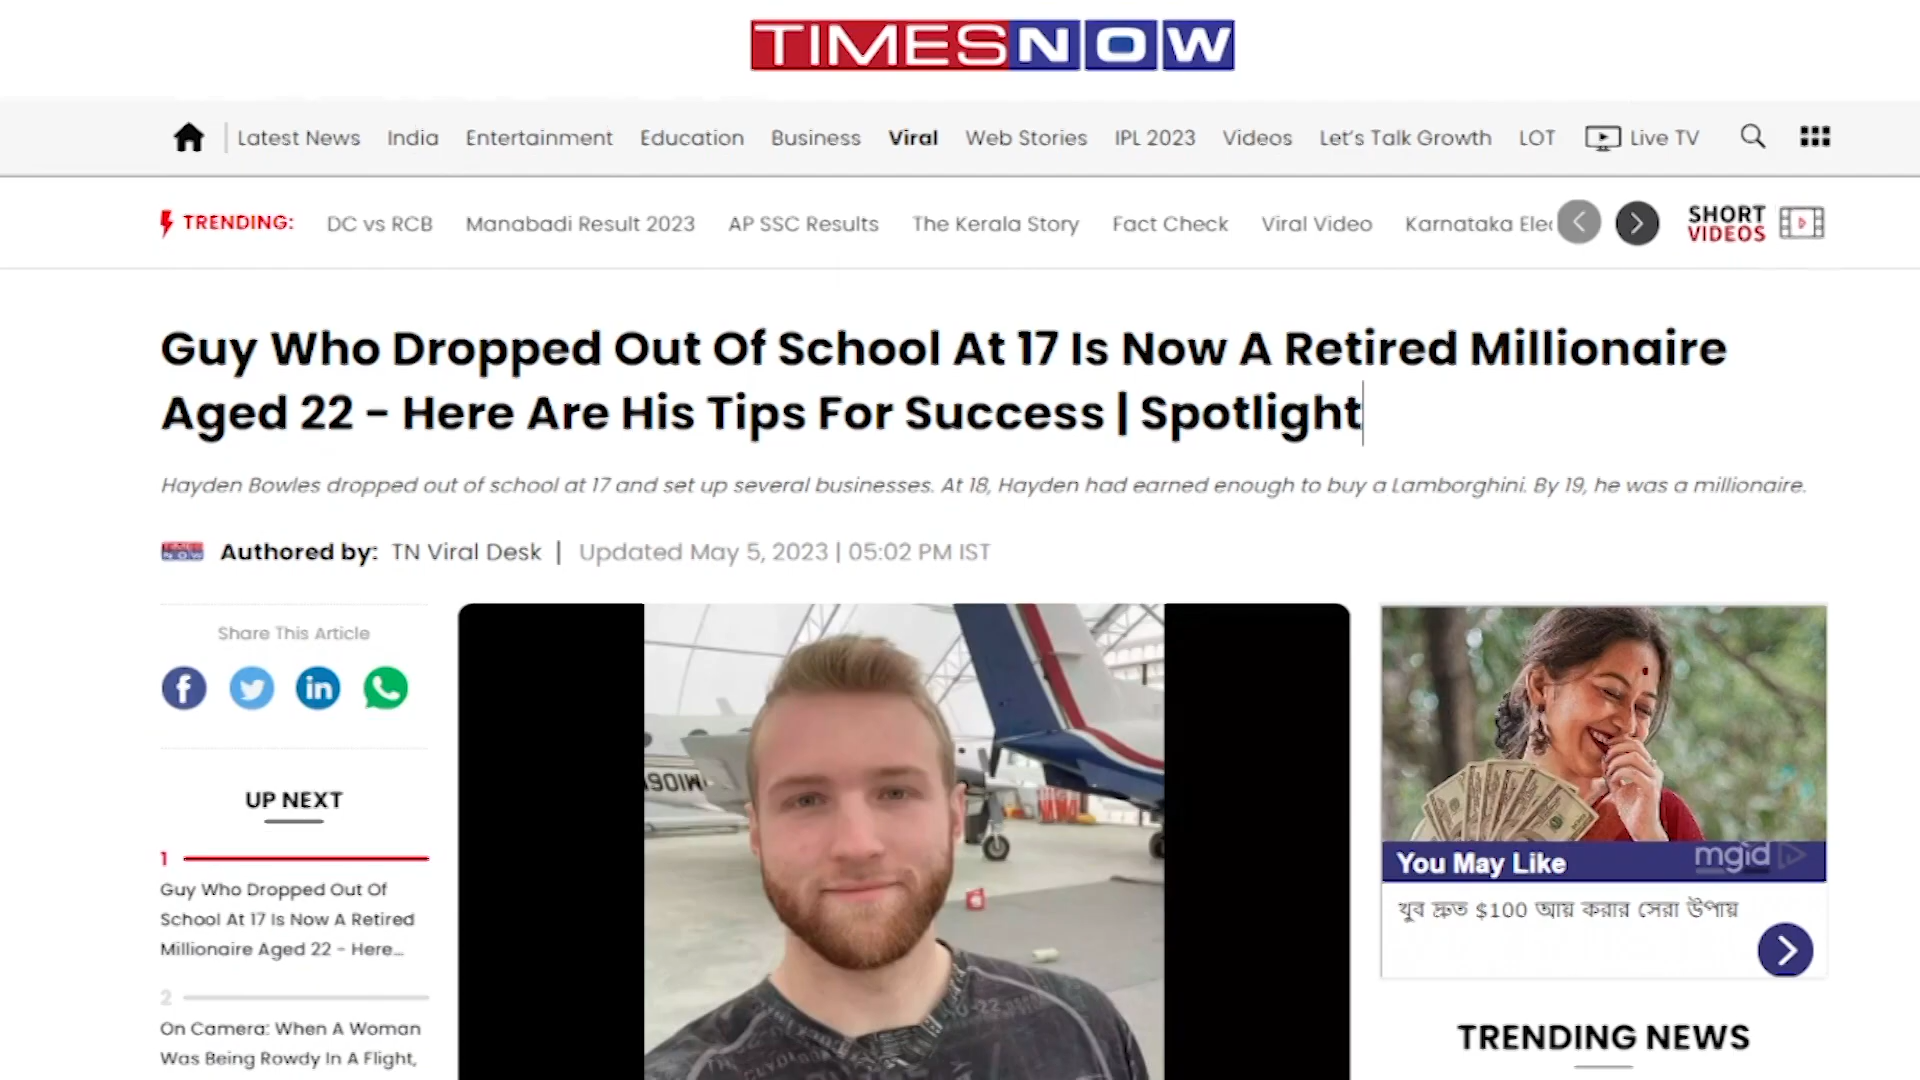 TIMES NOW
Latest News India Entertainment Education Business Viral Web Stories IPL 2023 Videos Let's Talk Growth LOT Live TV
TRENDING: DC vs RCB Manabadi Result 2023 AP SSC Results The Kerala Story Fact Check Viral Video Karnataka Elec
SHORT
VIDEOS
Guy Who Dropped Out Of School At 17 Is Now A Retired Millionaire
Aged 22 - Here Are His Tips For Success | Spotlight
Hayden Bowles dropped out of school at 17 and set up several businesses. At 18, Hayden had earned enough to buy a Lamborghini. By 19, he was a millionaire.
Authored by: TN Viral Desk | Updated May 5, 2023 | 05:02 PM IST
Share This Article
UP NEXT
1
Guy Who Dropped Out Of
School At 17 Is Now A Retired
Millionaire Aged 22 - Here...
2
On Camera: When A Woman
Was Being Rowdy In A Flight,
You May Like
mgid
খুব দ্রুত $100 আয় করার সেরা উপায়
TRENDING NEWS